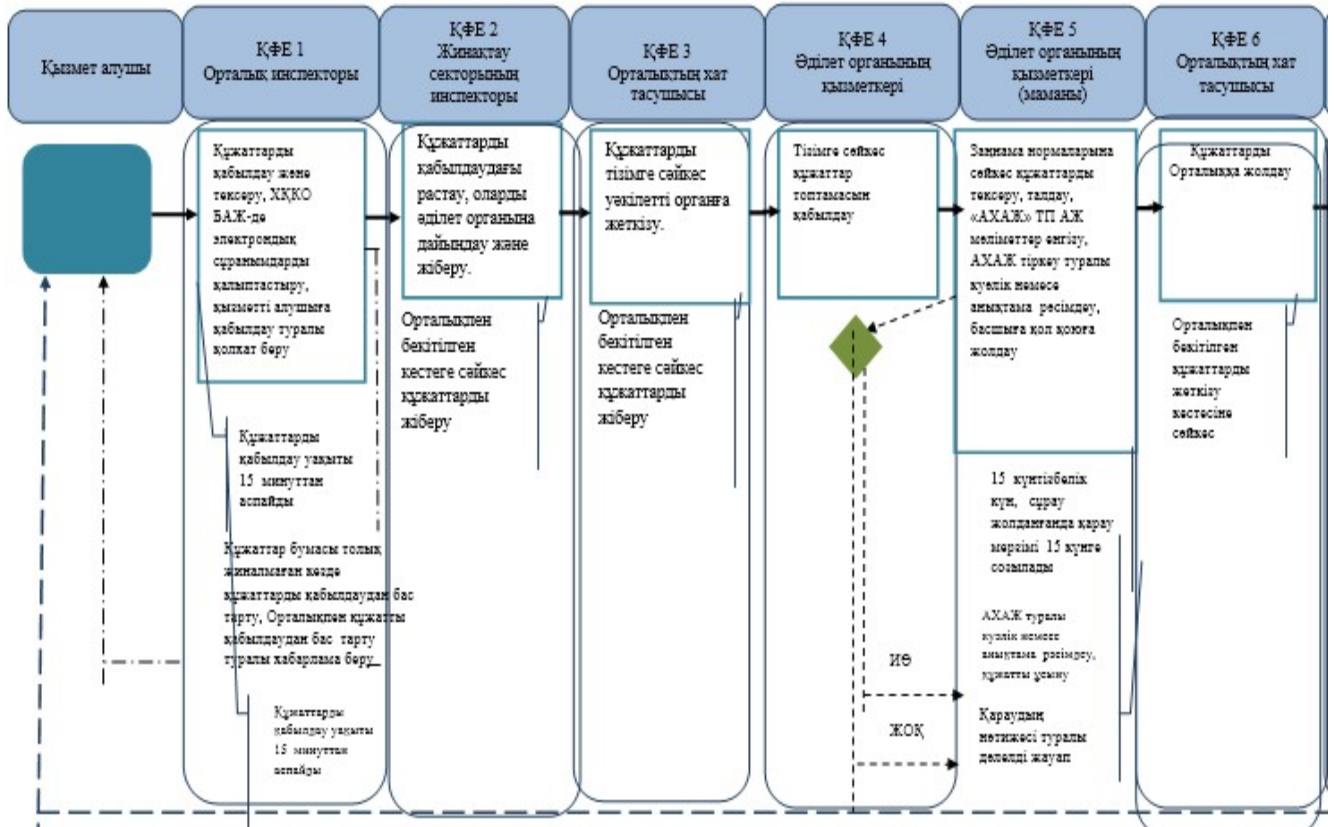 Қызмет алушы
ҚФЕ 1
Орталық инспекторы
ҚФЕ 2
Жинақтау
секторының
инспекторы
ҚФЕ 3
Орталықтың хат
тасушысы
ҚФЕ 4
Әділет органының
қызметкері
ҚФЕ 5
Әділет органының
қызметкері
(маманы)
ҚФЕ 6
Орталықтың хат
тасушысы
Құжаттарды
қабылдау және
тексеру, ХҚКО
БАЖ-де
электрондық
сұранымдарды
қалыптастыру,
қызметті алушыға
қабылдау туралы
қолхат беру
Құжаттарды
қабылдау уақыты
15 минуттан
аспайды
Құжаттар бумасы толық
жиналмаған кезде
құжаттарды қабылдаудан бас
тарту, Орталықпен құжатты
қабылдаудан бас тарту
туралы хабарлама беру
Құжаттарды
қабылдау уақыты
15 минуттан
аспайды
Құжаттарды
қабылдаудағы
растау, оларды
әділет органына
дайындау және
жіберу.
Орталықпен
бекітілген
кестеге сәйкес
құжаттарды
жіберу
Құжаттарды
тізімге сәйкес
уәкілетті органға
жеткізу.
Орталықпен
бекітілген
кестеге сәйкес
құжаттарды
жіберу
Тізімге сәйкес
құжаттар
топтамасын
қабылдау
ИӘ
ЖОҚ
Заңнама нормаларына
сәйкес құжаттарды
тексеру, талдау,
«АХАЖ» ТП АЖ
мәліметтер енгізу,
АХАЖ тіркеу туралы
куәлік немесе
анықтама рәсімдеу,
басшыға қол қоюға
жолдау
15 күнтізбелік
күн, сұрау
жолданғанда қарау
мерзімі 15 күнге
созылады
АХАЖ туралы
куәлік немесе
анықтама рәсімдеу,
құжатты ұсыну
Қараудың
нәтижесі туралы
дәлелді жауап
Құжаттарды
Орталыққа жолдау
Орталықпен
бекітілген
құжаттарды
жеткізу
кестесіне
сәйкес